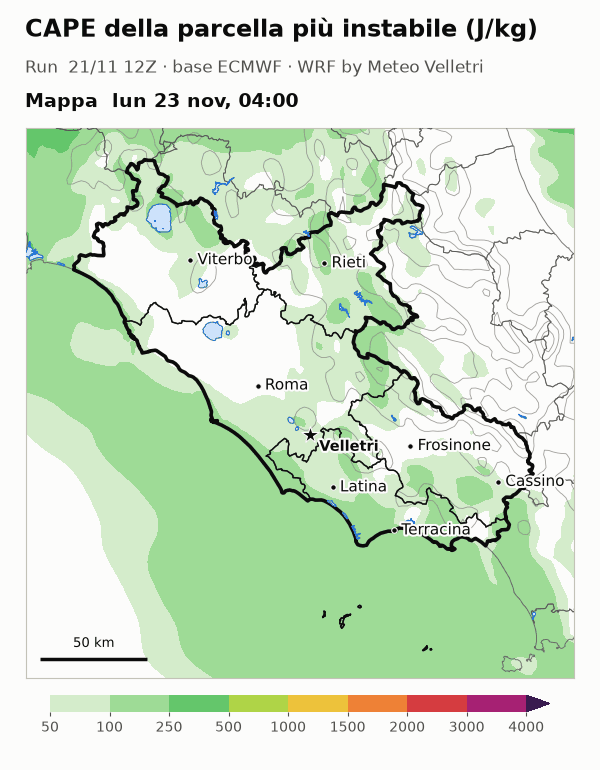 CAPE della parcella più instabile (J/kg)
Run  21/11 12Z · base ECMWF · WRF by Meteo Velletri
Mappa  lun 23 nov, 04:00
Viterbo
Rieti
Roma
Velletri
Frosinone
Cassino
Latina
Terracina
50 km
50 100 250 500 1000 1500 2000 3000 4000